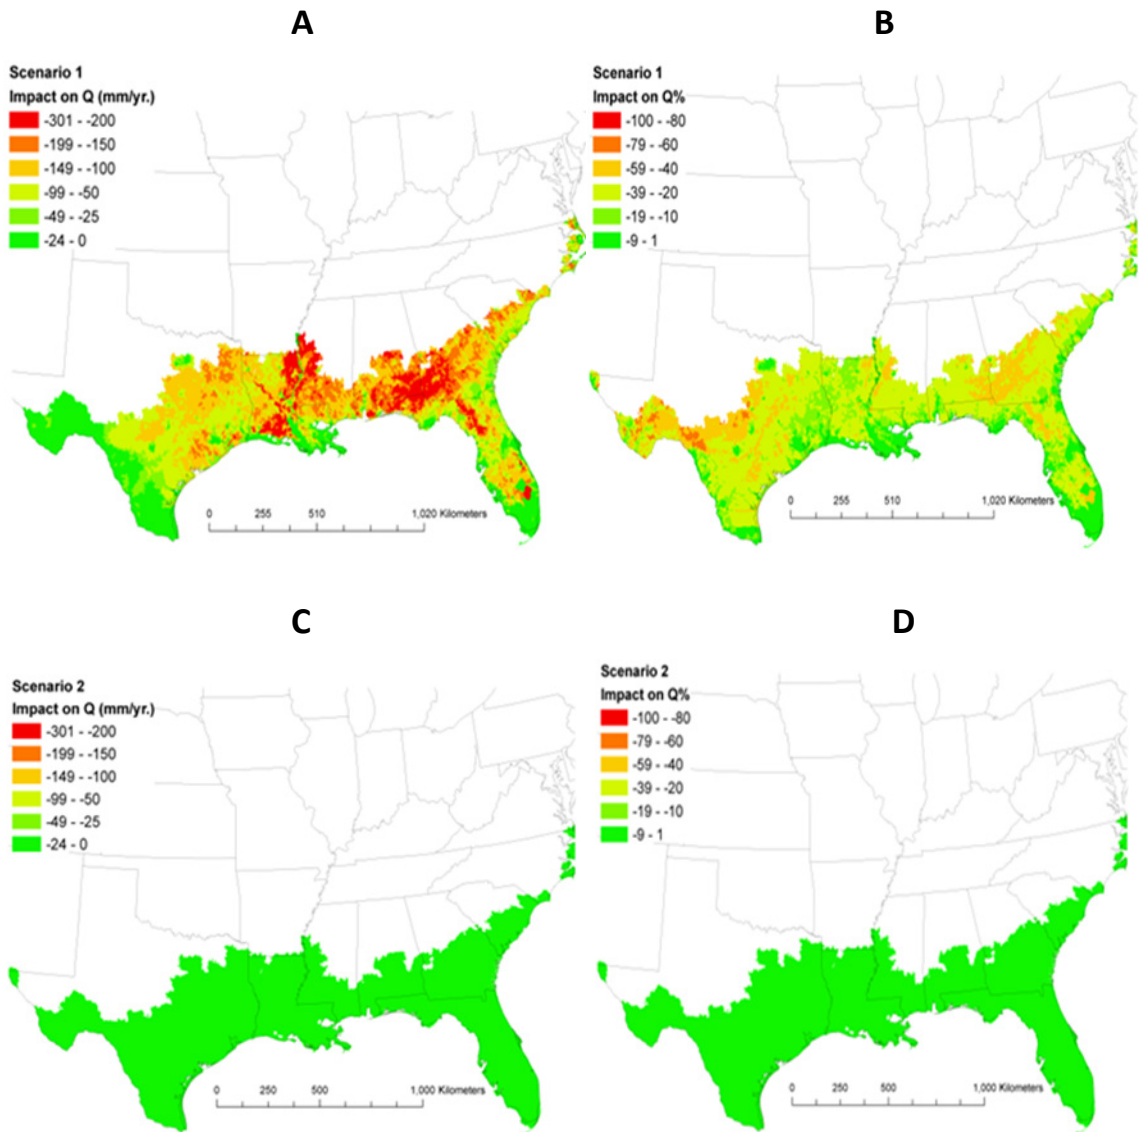 A
B
Scenario 1
Impact on Q (mm/yr.)
-301 - -200
-199 - -150
-149 - -100
-99 - -50
-49 - -25
-24 - 0
0 255 510 1,020 Kilometers
Scenario 1
Impact on Q%
-100 - -80
-79 - -60
-59 - -40
-39 - -20
-19 - -10
-9 - 1
0 255 510 1,020 Kilometers
C
D
Scenario 2
Impact on Q (mm/yr.)
-301 - -200
-199 - -150
-149 - -100
-99 - -50
-49 - -25
-24 - 0
0 250 500 1,000 Kilometers
Scenario 2
Impact on Q%
-100 - -80
-79 - -60
-59 - -40
-39 - -20
-19 - -10
-9 - 1
0 250 500 1,000 Kilometers